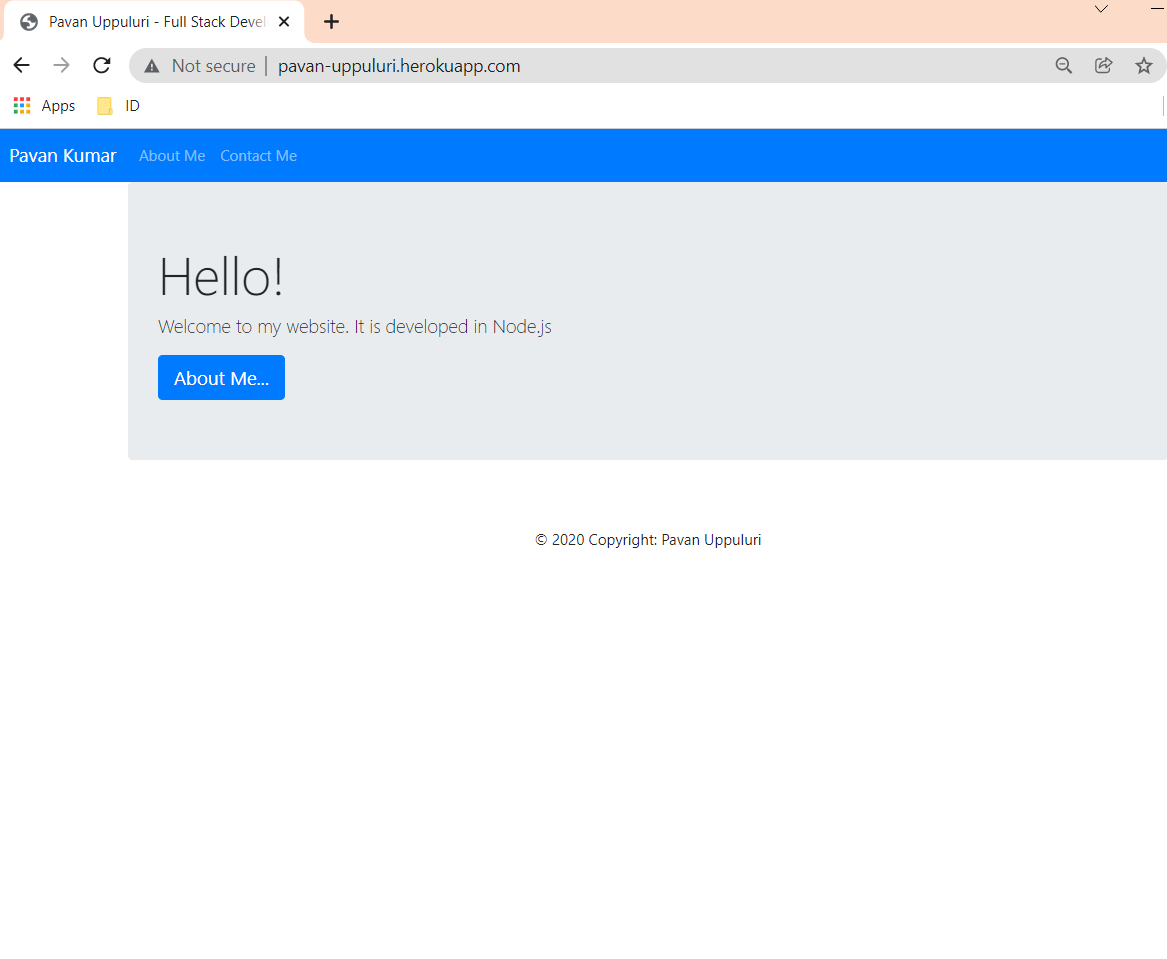 Pavan Uppuluri - Full Stack Devel
Not secure | pavan-uppuluri.herokuapp.com
Apps ID
Pavan Kumar About Me Contact Me
Hello!
Welcome to my website. It is developed in Node.js
About Me...
© 2020 Copyright: Pavan Uppuluri